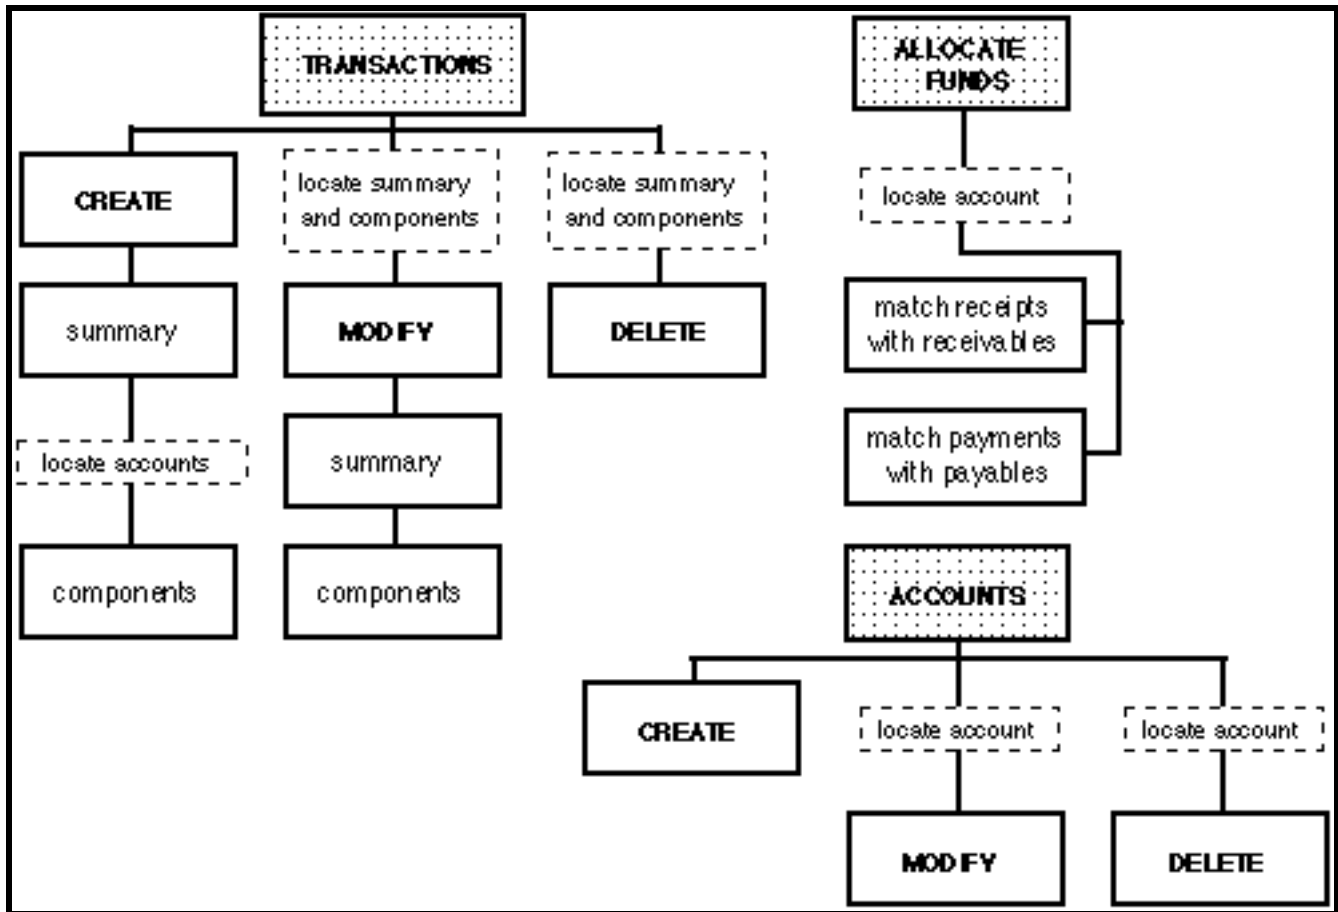 TRANSACTIONS
CREATE
summary
locate accounts
components
locate summary
and components
MODIFY
summary
components
locate summary
and components
DELETE
ALLOCATE
FUNDS
locate account
match receipts
with receivables
match payments
with payables
ACCOUNTS
CREATE
locate account
MODIFY
locate account
DELETE